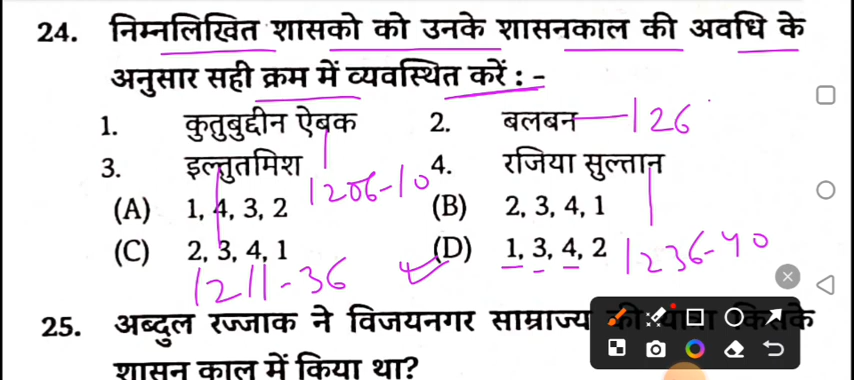 24. निम्नलिखित शासको को उनके शासनकाल की अवधि के
अनुसार सही क्रम में व्यवस्थित करें : -
1. कुतुबुद्दीन ऐबक 2. बलबन 126
3. इल्तुतमिश 4. रजिया सुल्तान
1206-10
(A) 1, 4, 3, 2 (B) 2, 3, 4, 1
(C) 2, 3, 4, 1 (D) 1, 3, 4, 2
1211-36 1236-40
25. अब्दुल रज्जाक ने विजयनगर साम्राज्य की यात्रा किसके
शासन काल में किया था?